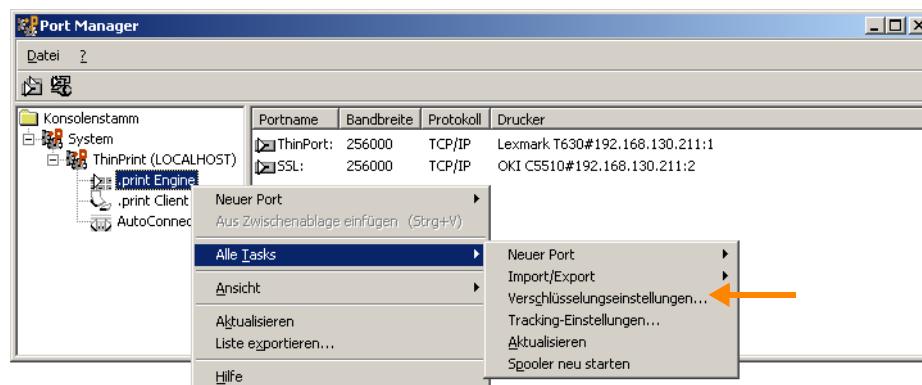 Port Manager
Datei ?
Konsolenstamm
System
ThinPrint (LOCALHOST)
.print Engine
.print Client
AutoConnec
Portname Bandbreite Protokoll Drucker
ThinPort: 256000 TCP/IP Lexmark T630#192.168.130.211:1
SSL: 256000 TCP/IP OKI C5510#192.168.130.211:2
Neuer Port
Aus Zwischenablage einfügen (Strg+V)
Alle Tasks
Ansicht
Aktualisieren
Liste exportieren...
Hilfe
Neuer Port
Import/Export
Verschlüsselungseinstellungen...
Tracking-Einstellungen...
Aktualisieren
Spooler neu starten